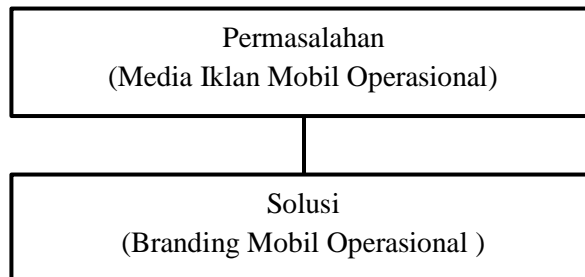 Permasalahan
(Media Iklan Mobil Operasional)
Solusi
(Branding Mobil Operasional )